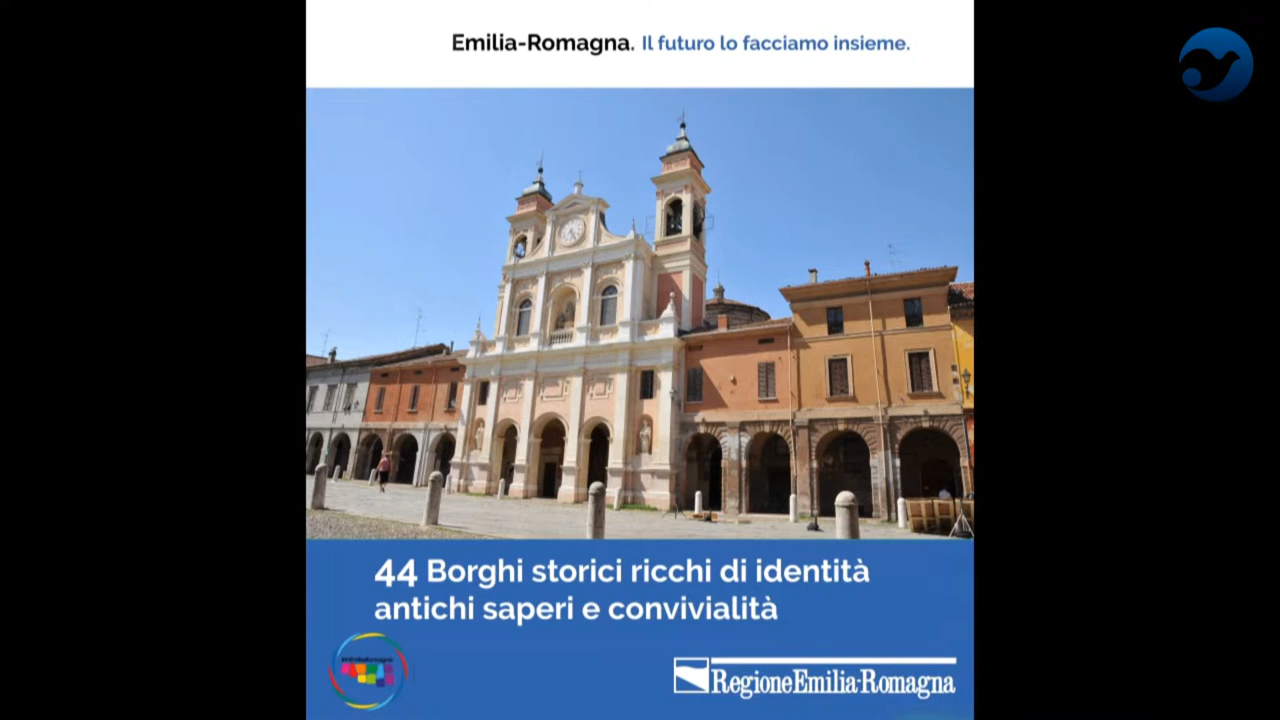 Emilia-Romagna. Il futuro lo facciamo insieme.
44 Borghi storici ricchi di identità
antichi saperi e convivialità
RegioneEmilia-Romagna